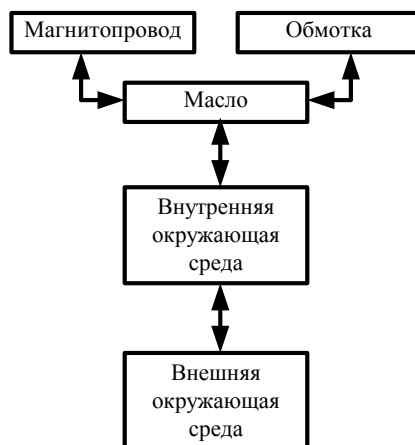 Магнитопровод
Обмотка
Масло
Внутренняя
окружающая
среда
Внешняя
окружающая
среда